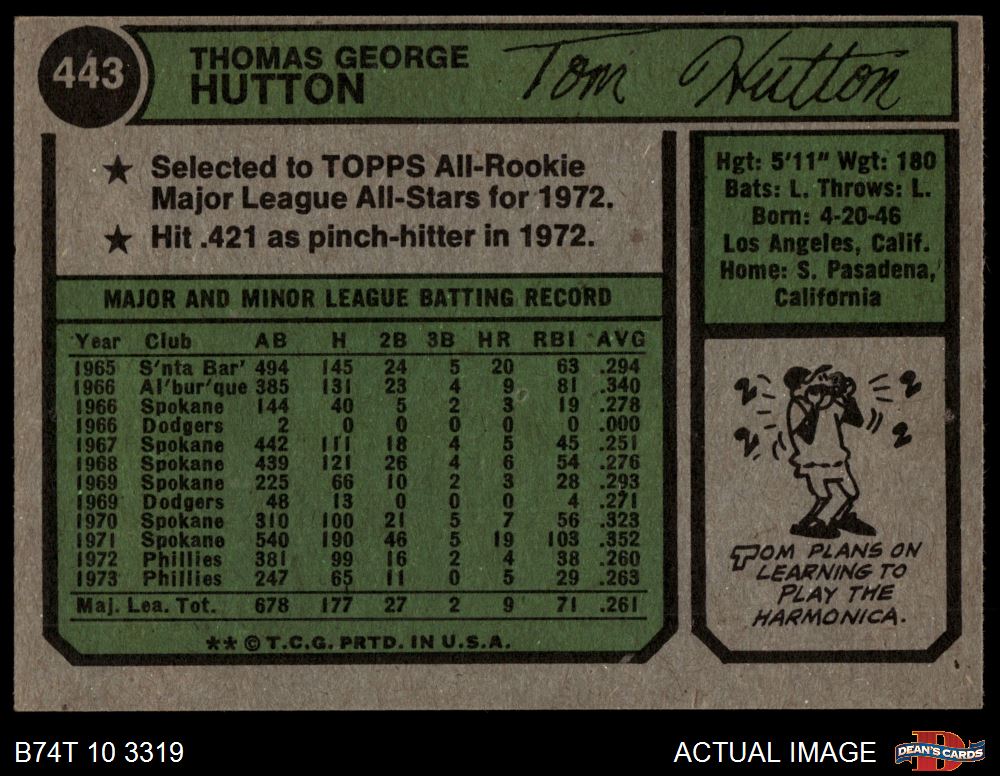 443
THOMAS GEORGE
HUTTON
Tom Hutton
★ Selected to TOPPS All-Rookie
Major League All-Stars for 1972.
★ Hit .421 as pinch-hitter in 1972.
MAJOR AND MINOR LEAGUE BATTING RECORD
Year Club AB H 2B 3B HR RBI AVG
1965 S'nta Bar' 494 145 24 5 20 63 .294
1966 Al'bur'que 385 131 23 4 9 81 .340
1966 Spokane 144 40 5 2 3 19 .278
1966 Dodgers 2 0 0 0 0 0 .000
1967 Spokane 442 111 18 4 5 45 .251
1968 Spokane 439 121 26 4 6 54 .276
1969 Spokane 225 66 10 2 3 28 .293
1969 Dodgers 48 13 0 0 0 4 .271
1970 Spokane 310 100 21 5 7 56 .323
1971 Spokane 540 190 46 5 19 103 .352
1972 Phillies 381 99 16 2 4 38 .260
1973 Phillies 247 65 11 0 5 29 .263
Maj. Lea. Tot. 678 177 27 2 9 71 .261
** © T.C.G. PRTD. IN U.S.A.
Hgt: 5'11" Wgt: 180
Bats: L. Throws: L.
Born: 4-20-46
Los Angeles, Calif.
Home: S. Pasadena,
California
TOM PLANS ON
LEARNING TO
PLAY THE
HARMONICA.
B74T 10 3319
ACTUAL IMAGE
DEAN'S CARDS